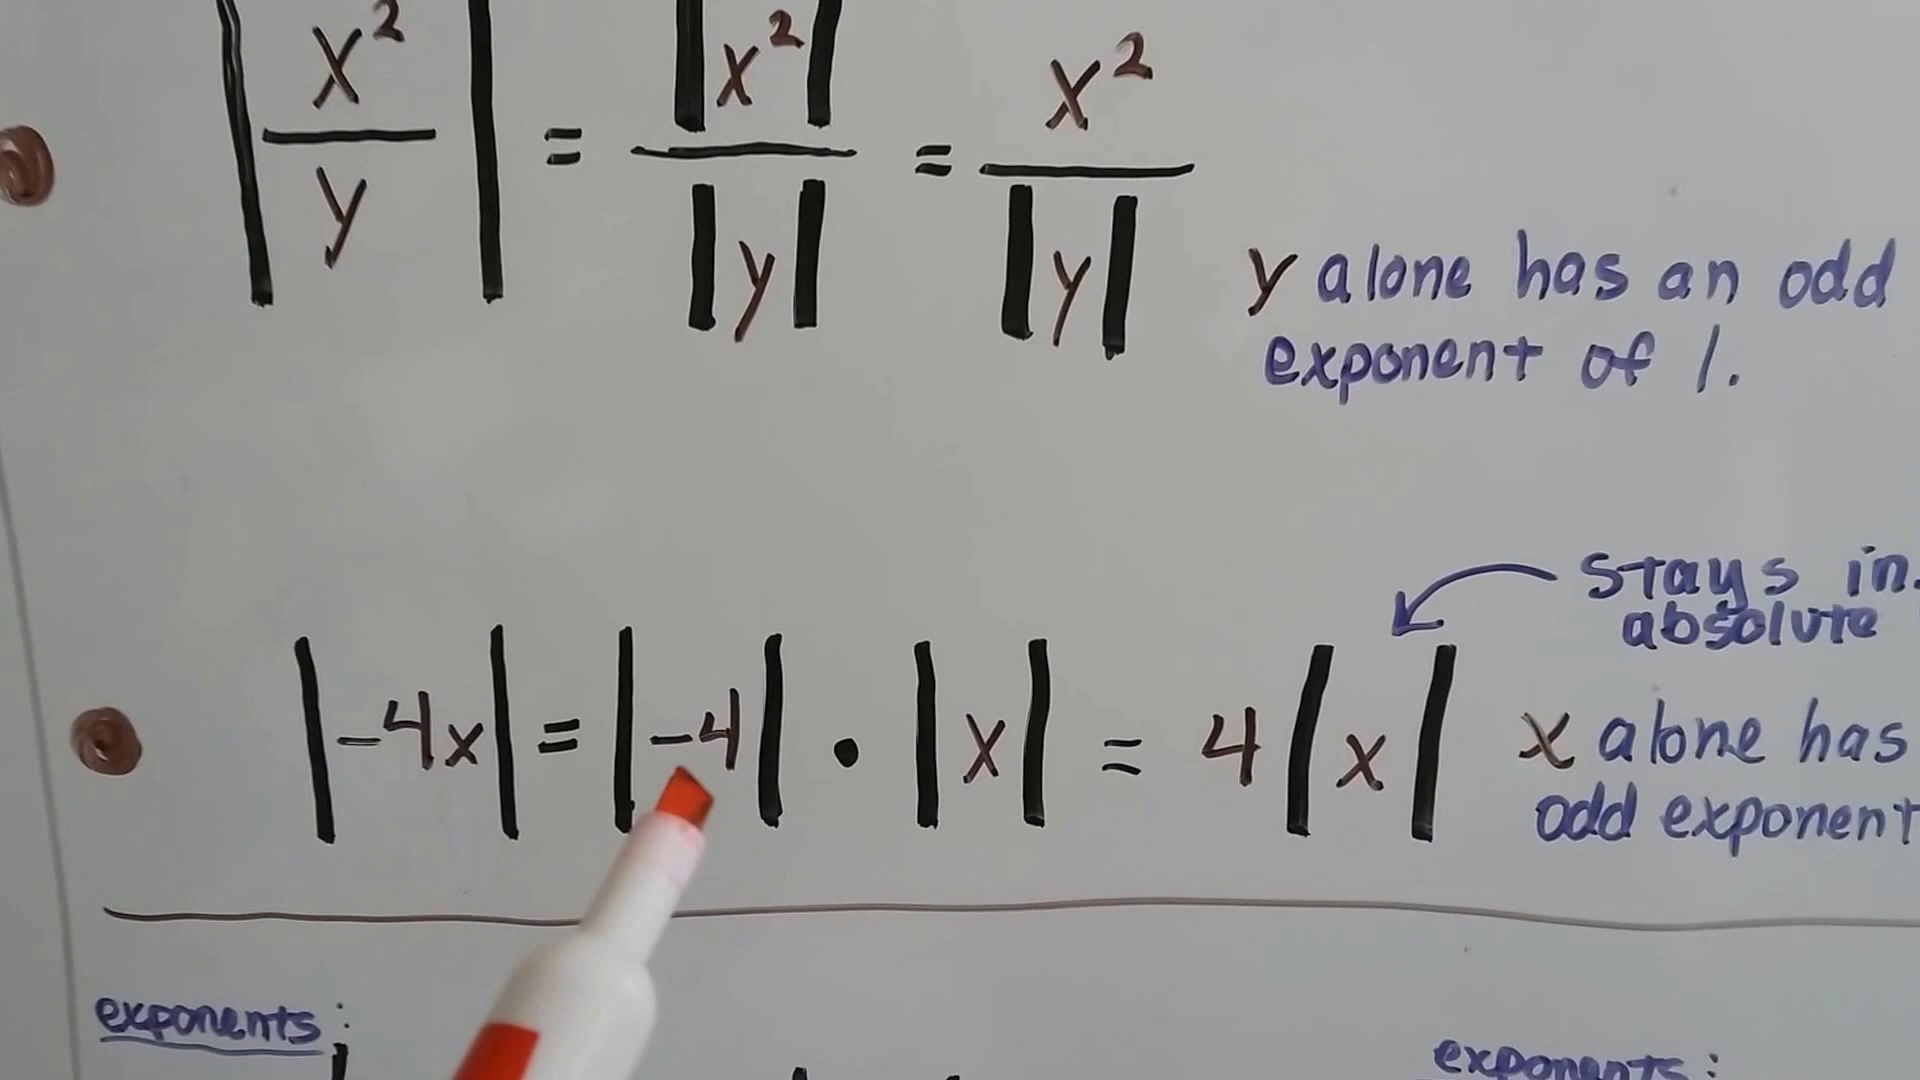 |x²/y| = |x²|/|y| = x²/|y|
y alone has an odd
exponent of 1.
stays in
absolute
|-4x| = |-4| · |x| = 4|x|
x alone has
odd exponent
exponents:
exponents: